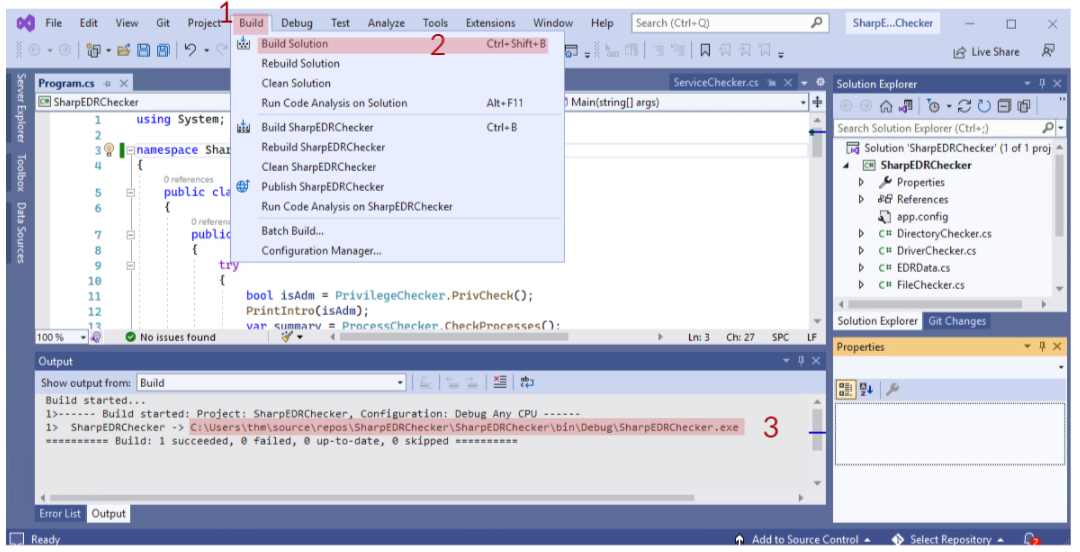 1
File Edit View Git Project Build Debug Test Analyze Tools Extensions Window Help Search (Ctrl+Q) SharpE...Checker
Live Share
Build Solution 2 Ctrl+Shift+B
Rebuild Solution
Clean Solution
Run Code Analysis on Solution Alt+F11
Build SharpEDRChecker Ctrl+B
Rebuild SharpEDRChecker
Clean SharpEDRChecker
Publish SharpEDRChecker
Run Code Analysis on SharpEDRChecker
Batch Build...
Configuration Manager...
Server Explorer
Toolbox
Data Sources
Program.cs ServiceChecker.cs
C# SharpEDRChecker Main(string[] args)
1 using System;
2
3 namespace Shar
4 {
0 references
5 public cla
6 {
0 referen
7 public
8 {
9 try
10 {
11 bool isAdm = PrivilegeChecker.PrivCheck();
12 PrintIntro(isAdm);
13 var summary = ProcessChecker.CheckProcesses();
100 % No issues found Ln: 3 Ch: 27 SPC LF
Solution Explorer
Search Solution Explorer (Ctrl+;)
Solution 'SharpEDRChecker' (1 of 1 proj
C# SharpEDRChecker
Properties
References
app.config
C# DirectoryChecker.cs
C# DriverChecker.cs
C# EDRData.cs
C# FileChecker.cs
Solution Explorer Git Changes
Properties
Output
Show output from: Build
Build started...
1>------ Build started: Project: SharpEDRChecker, Configuration: Debug Any CPU ------
1> SharpEDRChecker -> C:\Users\thm\source\repos\SharpEDRChecker\SharpEDRChecker\bin\Debug\SharpEDRChecker.exe 3
========== Build: 1 succeeded, 0 failed, 0 up-to-date, 0 skipped ==========
Error List Output
Ready Add to Source Control Select Repository 2